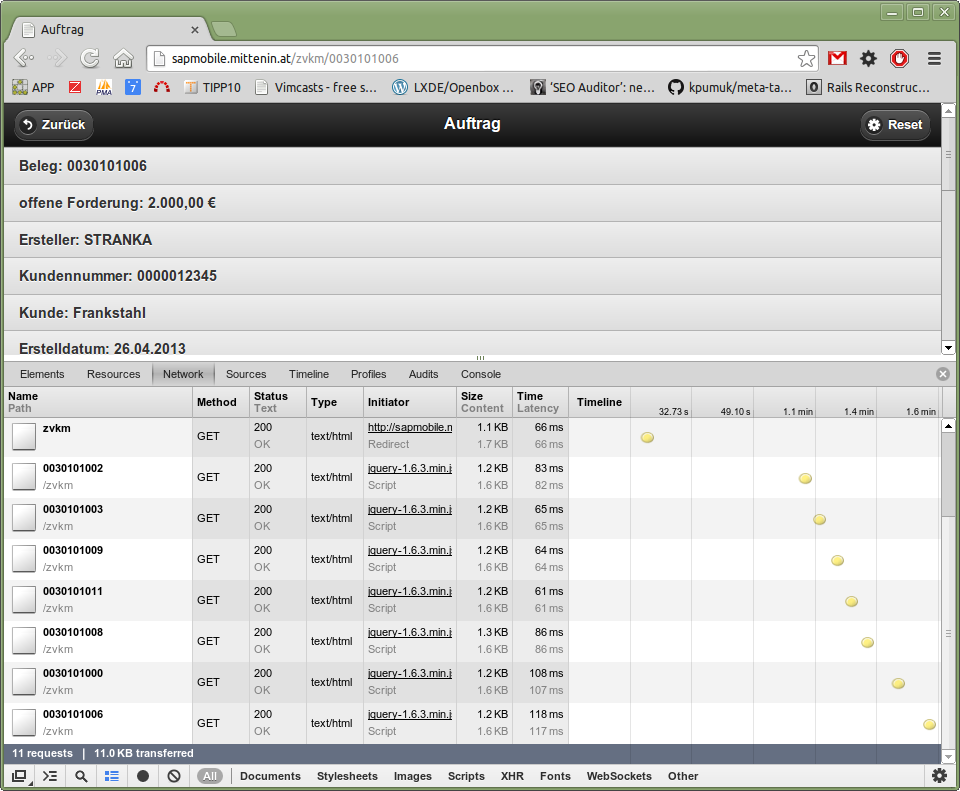 Auftrag
sapmobile.mittenin.at/zvkm/0030101006
APP
PMA
7
T TIPP10
Vimcasts - free s...
LXDE/Openbox ...
'SEO Auditor': ne...
kpumuk/meta-ta...
Rails Reconstruc...
Zurück
Auftrag
Reset
Beleg: 0030101006
offene Forderung: 2.000,00 €
Ersteller: STRANKA
Kundennummer: 0000012345
Kunde: Frankstahl
Erstelldatum: 26.04.2013
Elements Resources Network Sources Timeline Profiles Audits Console
Name Method Status Type Initiator Size Time Timeline
Path Text Content Latency 32.73 s 49.10 s 1.1 min 1.4 min 1.6 min
zvkm GET 200 text/html http://sapmobile.m 1.1 KB 66 ms
OK Redirect 1.7 KB 66 ms
0030101002 GET 200 text/html jquery-1.6.3.min.j 1.2 KB 83 ms
/zvkm OK Script 1.6 KB 82 ms
0030101003 GET 200 text/html jquery-1.6.3.min.j 1.2 KB 65 ms
/zvkm OK Script 1.6 KB 65 ms
0030101009 GET 200 text/html jquery-1.6.3.min.j 1.2 KB 64 ms
/zvkm OK Script 1.6 KB 64 ms
0030101011 GET 200 text/html jquery-1.6.3.min.j 1.2 KB 61 ms
/zvkm OK Script 1.6 KB 61 ms
0030101008 GET 200 text/html jquery-1.6.3.min.j 1.3 KB 86 ms
/zvkm OK Script 1.6 KB 86 ms
0030101000 GET 200 text/html jquery-1.6.3.min.j 1.2 KB 108 ms
/zvkm OK Script 1.6 KB 107 ms
0030101006 GET 200 text/html jquery-1.6.3.min.j 1.2 KB 118 ms
/zvkm OK Script 1.6 KB 117 ms
11 requests | 11.0 KB transferred
All Documents Stylesheets Images Scripts XHR Fonts WebSockets Other